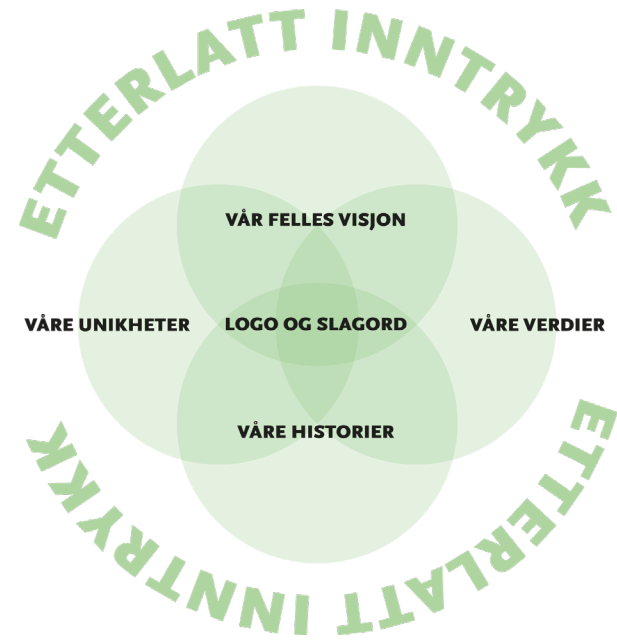 ETTERLATT INNTRYKK
VÅR FELLES VISJON
VÅRE UNIKHETER
LOGO OG SLAGORD
VÅRE VERDIER
VÅRE HISTORIER
ETTERLATT INNTRYKK